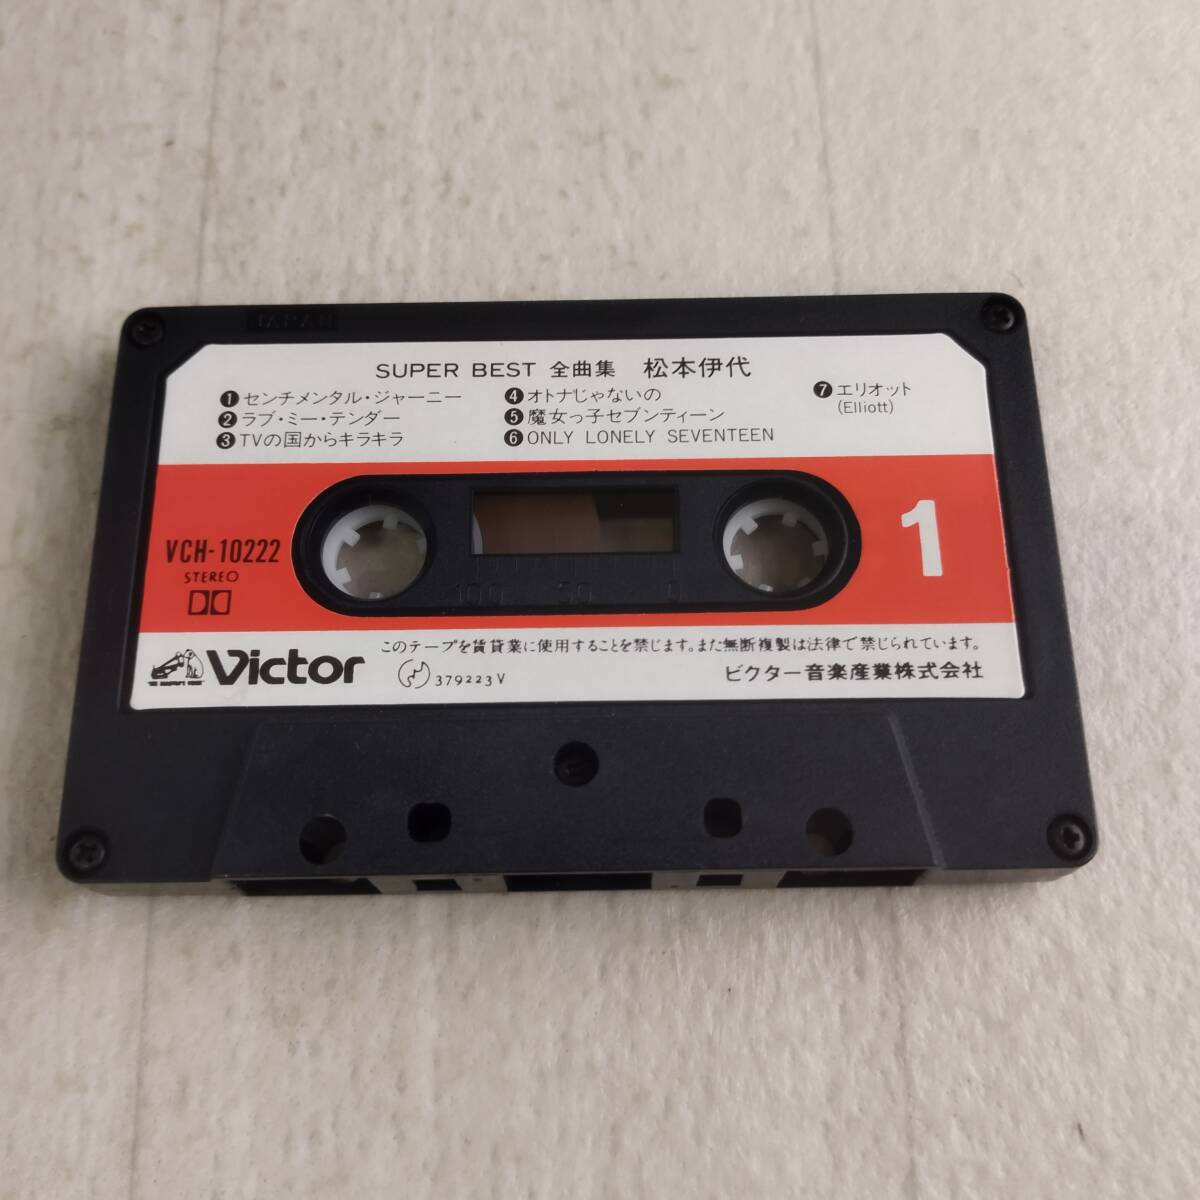 JAPAN
SUPER BEST 全曲集 松本伊代
❶センチメンタル・ジャーニー
❷ラブ・ミー・テンダー
❸TVの国からキラキラ
❹オトナじゃないの
❺魔女っ子セブンティーン
❻ONLY LONELY SEVENTEEN
❼エリオット
(Elliott)
VCH-10222
STEREO
1
100 50 0
このテープを賃貸業に使用することを禁じます。また無断複製は法律で禁じられています。
Victor
379223V
ビクター音楽産業株式会社